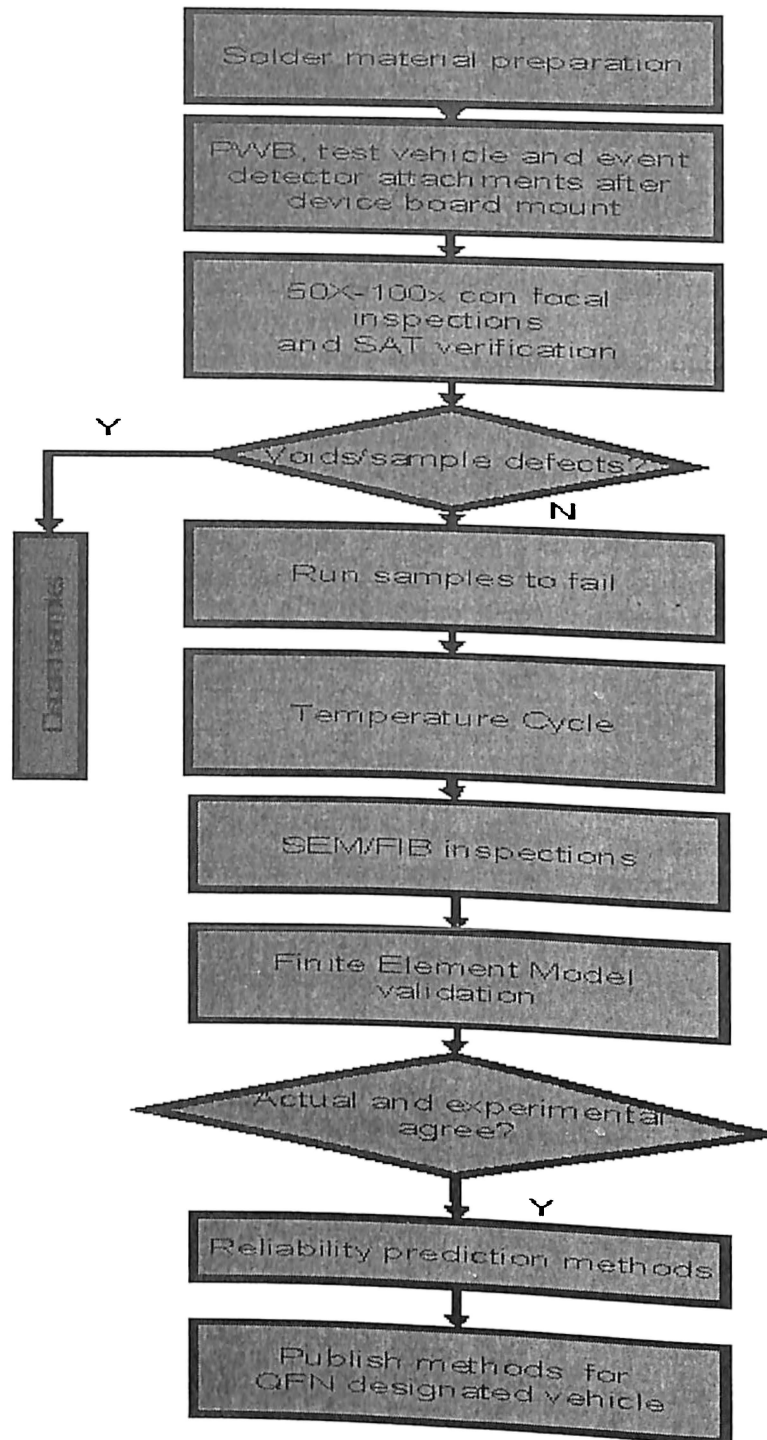 Solder material preparation
PWB, test vehicle and event
detector attachments after
device board mount
50X-100x con focal
inspections
and SAT verification
Y
Voids/sample defects?
N
Run samples to fail
Temperature Cycle
SEM/FIB inspections
Finite Element Model
validation
Actual and experimental
agree?
Y
Reliability prediction methods
Publish methods for
QFN designated vehicle